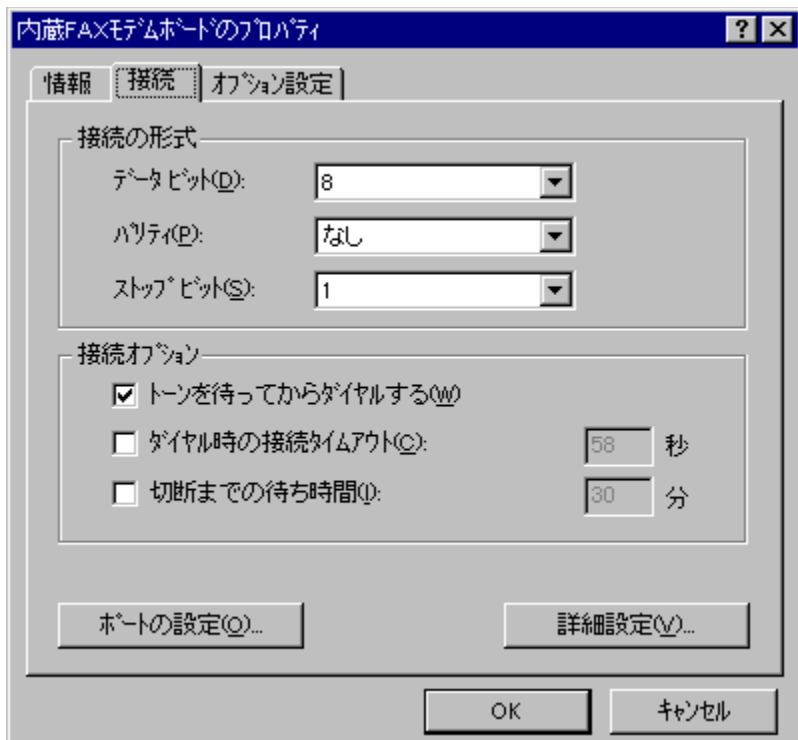 内蔵FAXﾓﾃﾞﾑﾎﾞｰﾄﾞのﾌﾟﾛﾊﾟﾃｨ
情報 接続 ｵﾌﾟｼｮﾝ設定
接続の形式
ﾃﾞｰﾀ ﾋﾞｯﾄ(D): 8
ﾊﾟﾘﾃｨ(P): なし
ｽﾄｯﾌﾟ ﾋﾞｯﾄ(S): 1
接続ｵﾌﾟｼｮﾝ
ﾄｰﾝを待ってからﾀﾞｲﾔﾙする(W)
ﾀﾞｲﾔﾙ時の接続ﾀｲﾑｱｳﾄ(C): 58 秒
切断までの待ち時間(I): 30 分
ﾎﾟｰﾄの設定(O)... 詳細設定(V)...
OK ｷｬﾝｾﾙ